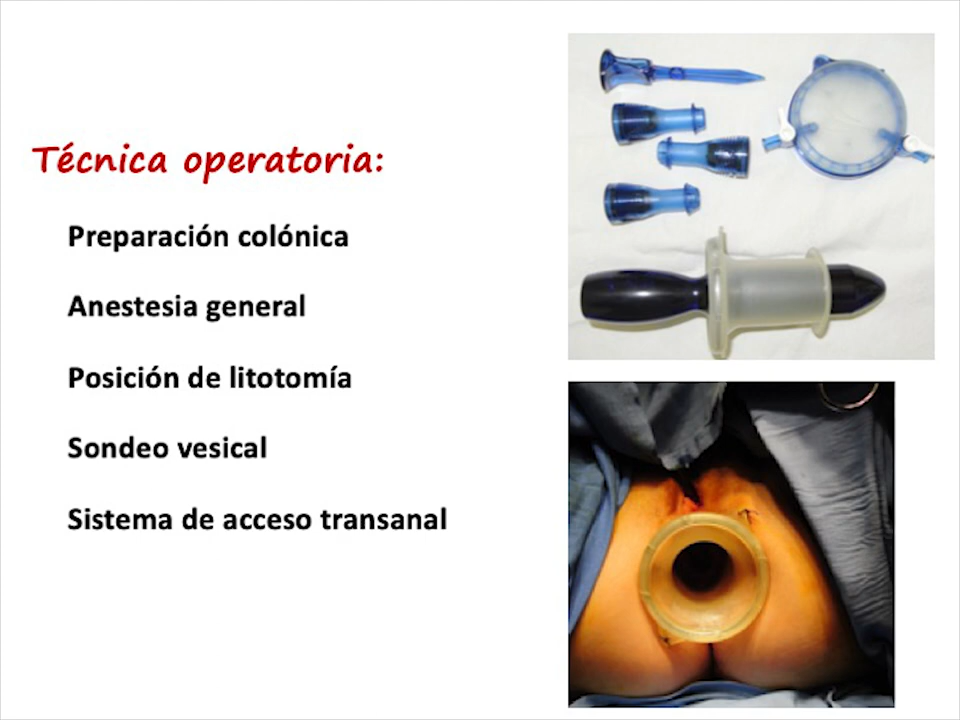 Técnica operatoria:
Preparación colónica
Anestesia general
Posición de litotomía
Sondeo vesical
Sistema de acceso transanal